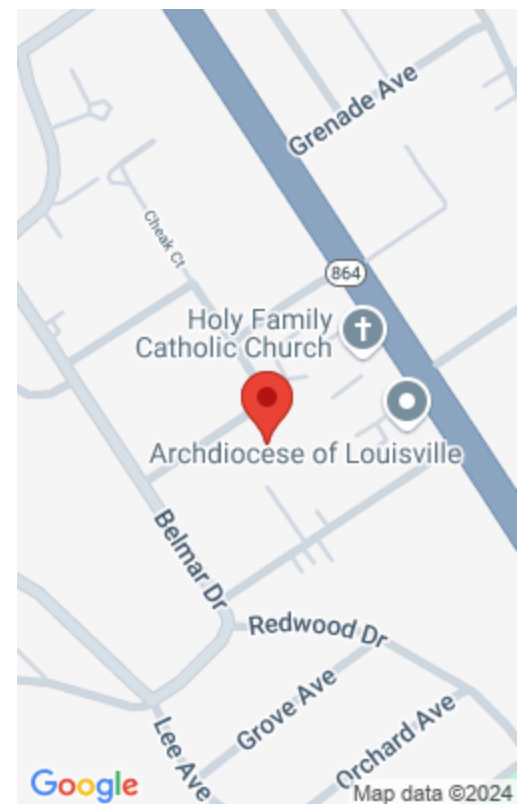 Grenade Ave
Cheak Ct
864
Holy Family
Catholic Church
Archdiocese of Louisville
Belmar Dr
Redwood Dr
Grove Ave
Orchard Ave
Lee Ave
Google
Map data ©2024